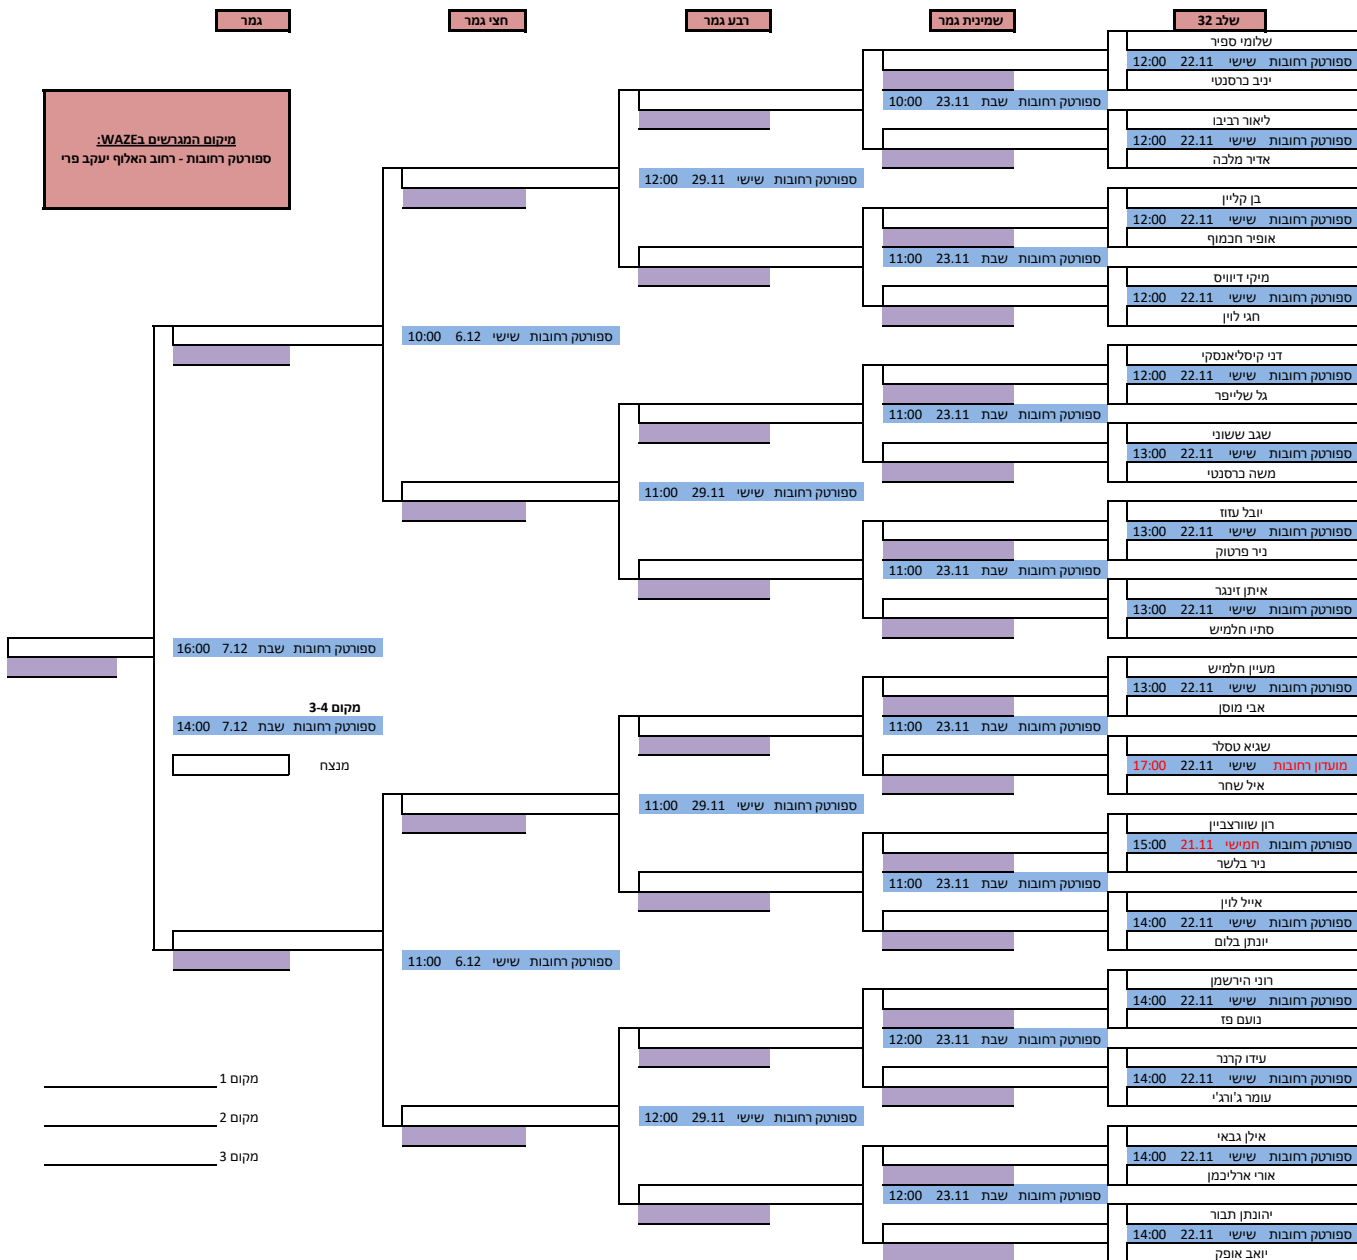 שלב 32
שמינית גמר
רבע גמר
חצי גמר
גמר
מיקום המגרשים בWAZE:
ספורטק רחובות - רחוב האלוף יעקב פרי
שלומי ספיר
ספורטק רחובות שישי 22.11 12:00
יניב כרסנטי
ספורטק רחובות שבת 23.11 10:00
ליאור רביבו
ספורטק רחובות שישי 22.11 12:00
אדיר מלכה
ספורטק רחובות שישי 29.11 12:00
בן קליין
ספורטק רחובות שישי 22.11 12:00
אופיר חכמוף
ספורטק רחובות שבת 23.11 11:00
מיקי דיוויס
ספורטק רחובות שישי 22.11 12:00
חגי לוין
ספורטק רחובות שישי 6.12 10:00
דני קיסליאנסקי
ספורטק רחובות שישי 22.11 12:00
גל שלייפר
ספורטק רחובות שבת 23.11 11:00
שגב ששוני
ספורטק רחובות שישי 22.11 13:00
משה כרסנטי
ספורטק רחובות שישי 29.11 11:00
יובל עזוז
ספורטק רחובות שישי 22.11 13:00
ניר פרטוק
ספורטק רחובות שבת 23.11 11:00
איתן זינגר
ספורטק רחובות שישי 22.11 13:00
סתיו חלמיש
ספורטק רחובות שבת 7.12 16:00
מעיין חלמיש
ספורטק רחובות שישי 22.11 13:00
אבי מוסן
מקום 3-4
ספורטק רחובות שבת 23.11 11:00
ספורטק רחובות שבת 7.12 14:00
שגיא טסלר
מועדון רחובות שישי 22.11 17:00
מנצח
איל שחר
ספורטק רחובות שישי 29.11 11:00
רון שוורצביין
ספורטק רחובות חמישי 21.11 15:00
ניר בלשר
ספורטק רחובות שבת 23.11 11:00
אייל לוין
ספורטק רחובות שישי 22.11 14:00
יונתן בלום
ספורטק רחובות שישי 6.12 11:00
רוני הירשמן
ספורטק רחובות שישי 22.11 14:00
נועם פז
ספורטק רחובות שבת 23.11 12:00
עידו קרנר
ספורטק רחובות שישי 22.11 14:00
מקום 1
עומר ג'ורג'י
מקום 2
ספורטק רחובות שישי 29.11 12:00
אילן גבאי
ספורטק רחובות שישי 22.11 14:00
מקום 3
אורי ארליכמן
ספורטק רחובות שבת 23.11 12:00
יהונתן תבור
ספורטק רחובות שישי 22.11 14:00
יואב אופק